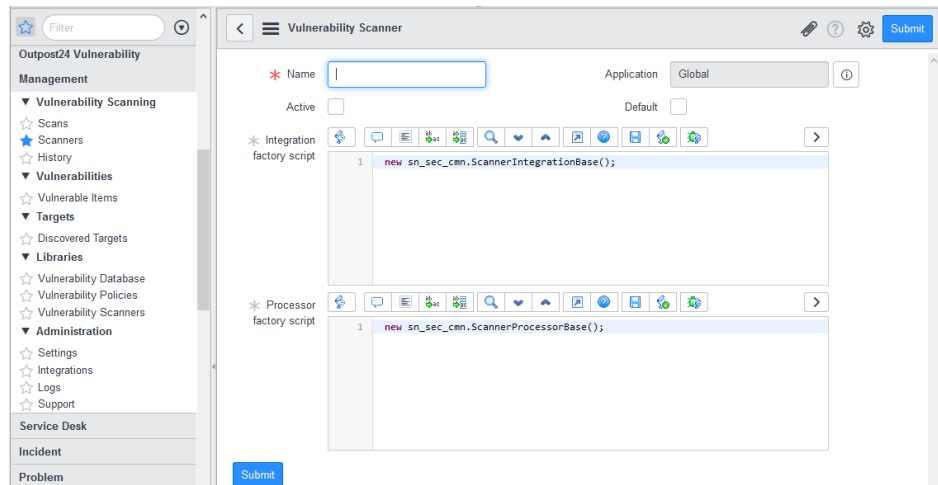 Filter
Outpost24 Vulnerability
Management
▼ Vulnerability Scanning
Scans
Scanners
History
▼ Vulnerabilities
Vulnerable Items
▼ Targets
Discovered Targets
▼ Libraries
Vulnerability Database
Vulnerability Policies
Vulnerability Scanners
▼ Administration
Settings
Integrations
Logs
Support
Service Desk
Incident
Problem
Vulnerability Scanner
Submit
Name
Application Global
Active
Default
Integration
factory script
1 new sn_sec_cmn.ScannerIntegrationBase();
Processor
factory script
1 new sn_sec_cmn.ScannerProcessorBase();
Submit